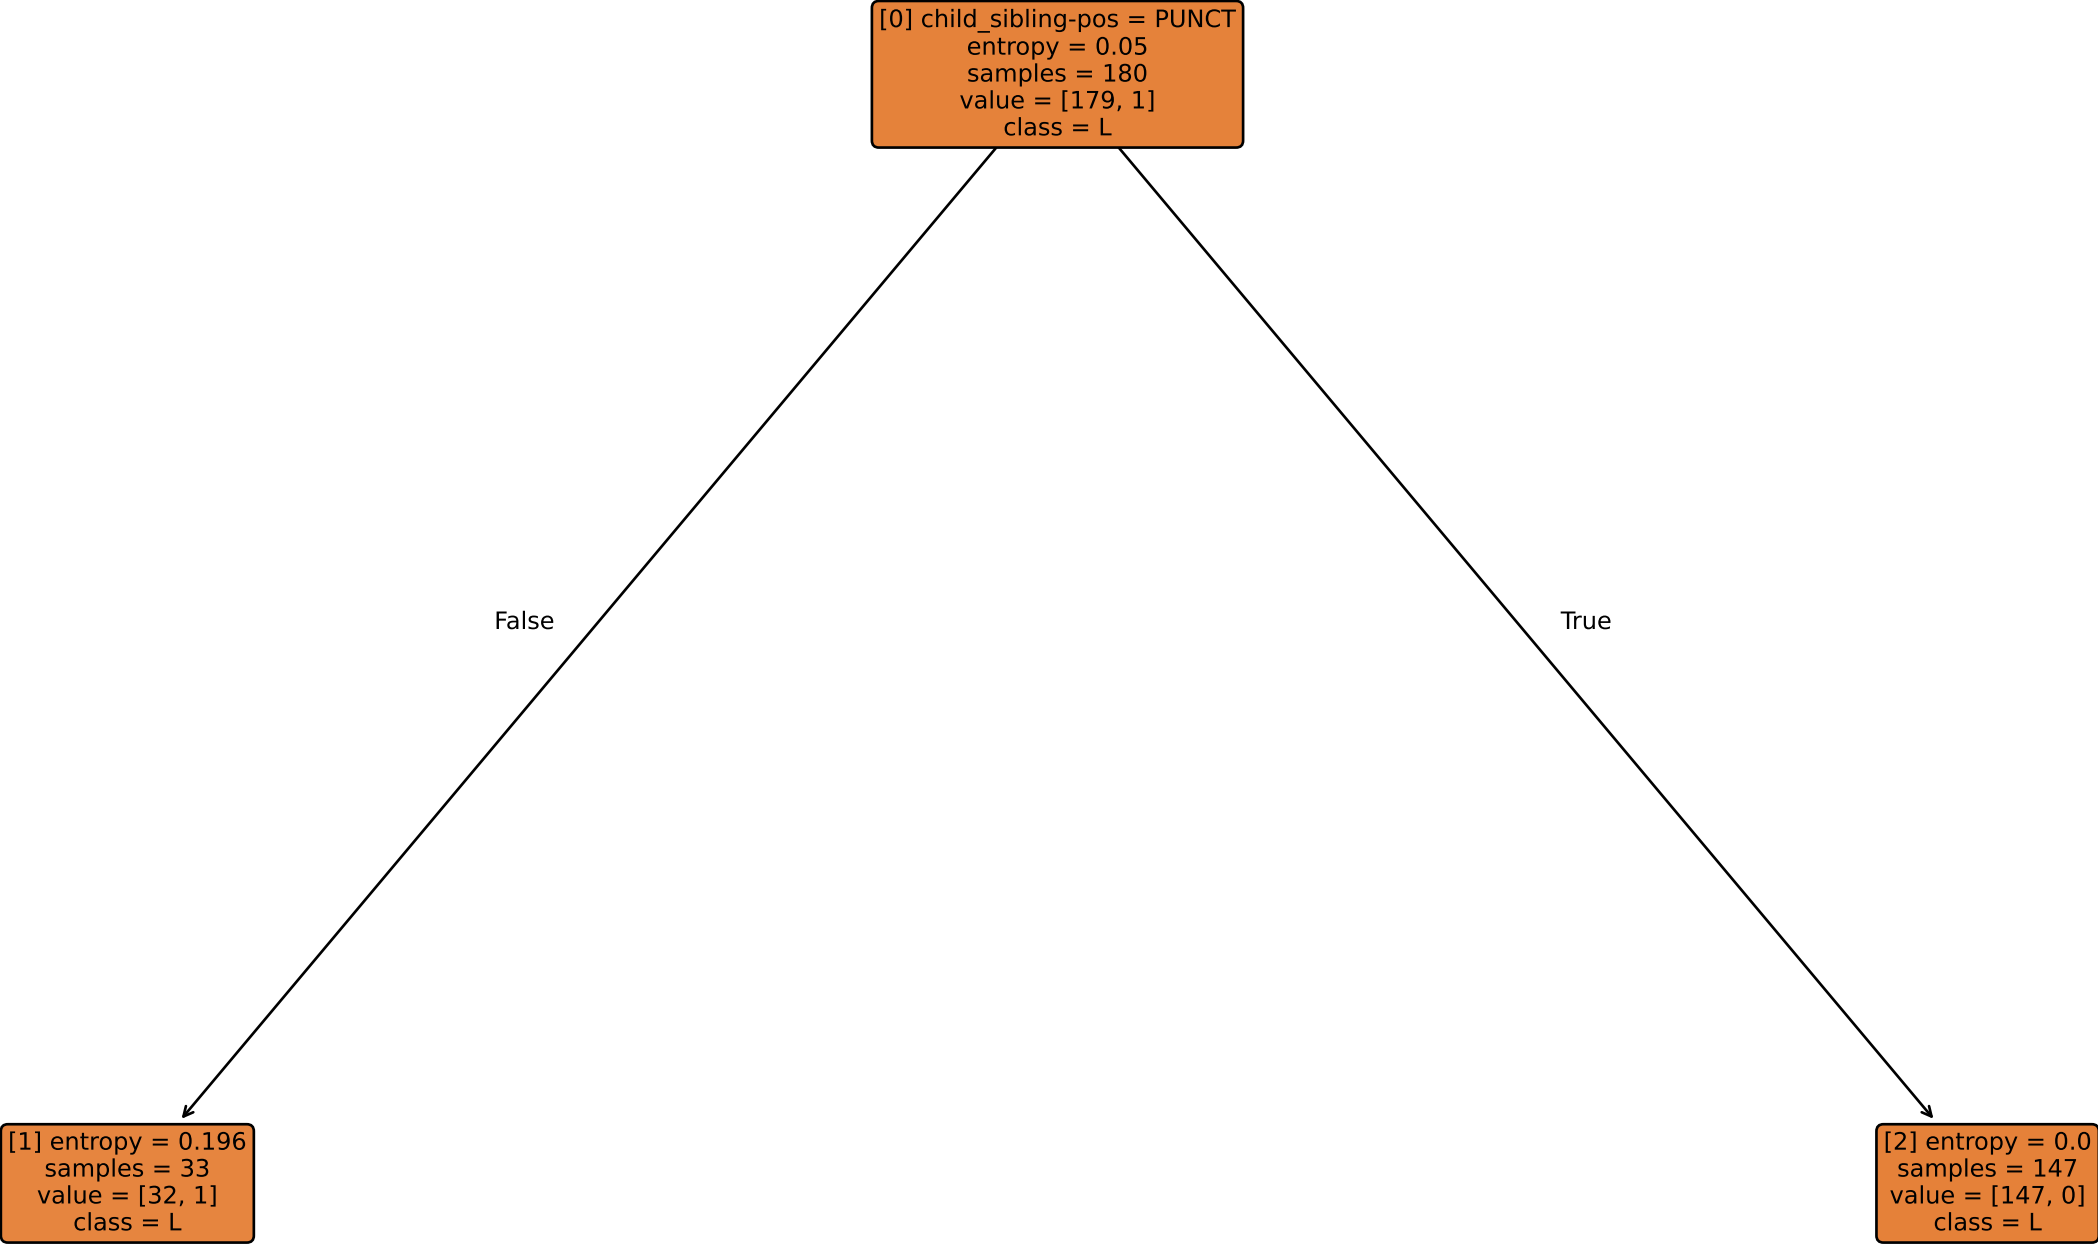 [0] child_sibling-pos = PUNCT
entropy = 0.05
samples = 180
value = [179, 1]
class = L
False
True
[1] entropy = 0.196
samples = 33
value = [32, 1]
class = L
[2] entropy = 0.0
samples = 147
value = [147, 0]
class = L